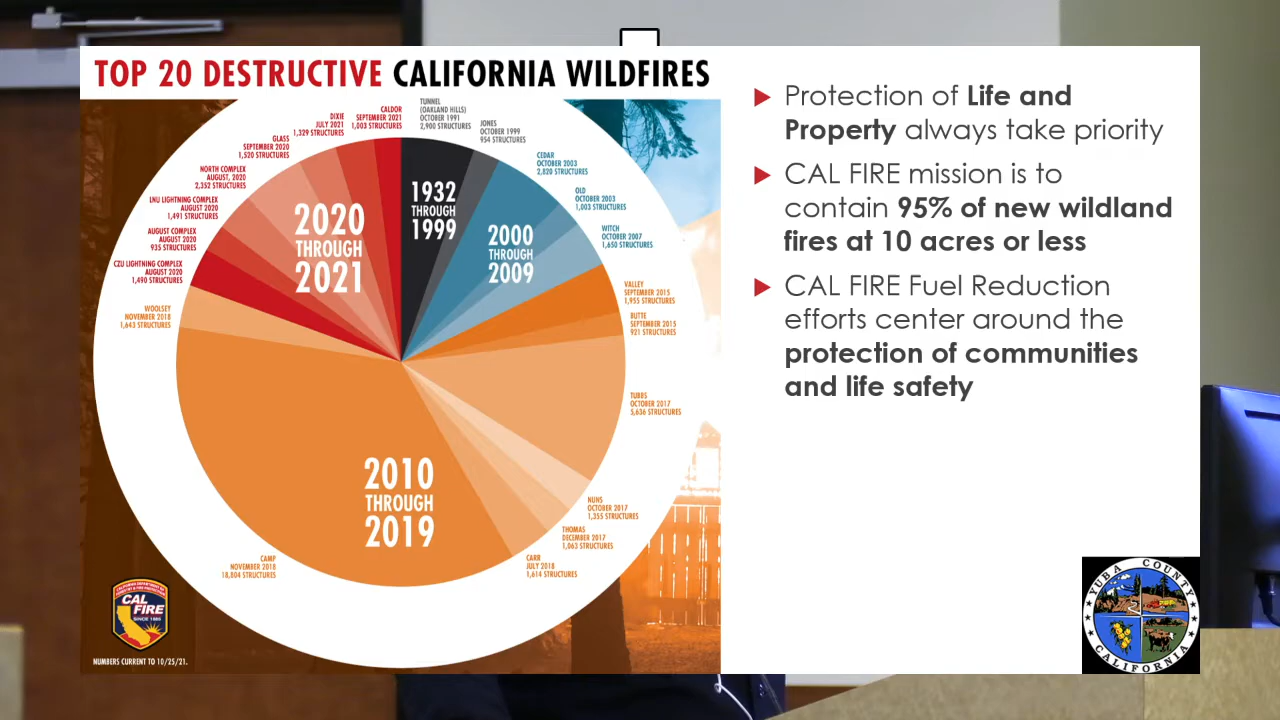 TOP 20 DESTRUCTIVE CALIFORNIA WILDFIRES
TUNNEL
(OAKLAND HILLS)
OCTOBER 1991
2,900 STRUCTURES
JONES
OCTOBER 1999
954 STRUCTURES
CEDAR
OCTOBER 2003
2,820 STRUCTURES
OLD
OCTOBER 2003
1,003 STRUCTURES
WITCH
OCTOBER 2007
1,650 STRUCTURES
VALLEY
SEPTEMBER 2015
1,955 STRUCTURES
BUTTE
SEPTEMBER 2015
921 STRUCTURES
TUBBS
OCTOBER 2017
5,636 STRUCTURES
NUNS
OCTOBER 2017
1,355 STRUCTURES
THOMAS
DECEMBER 2017
1,063 STRUCTURES
CARR
JULY 2018
1,614 STRUCTURES
CAMP
NOVEMBER 2018
18,804 STRUCTURES
WOOLSEY
NOVEMBER 2018
1,643 STRUCTURES
CZU LIGHTNING COMPLEX
AUGUST 2020
1,490 STRUCTURES
AUGUST COMPLEX
AUGUST 2020
935 STRUCTURES
LNU LIGHTNING COMPLEX
AUGUST 2020
1,491 STRUCTURES
NORTH COMPLEX
AUGUST, 2020
2,352 STRUCTURES
GLASS
SEPTEMBER 2020
1,520 STRUCTURES
DIXIE
JULY 2021
1,329 STRUCTURES
CALDOR
SEPTEMBER 2021
1,003 STRUCTURES
1932
THROUGH
1999
2000
THROUGH
2009
2010
THROUGH
2019
2020
THROUGH
2021
CAL
FIRE
SINCE 1885
NUMBERS CURRENT TO 10/25/21.
Protection of Life and
Property always take priority
CAL FIRE mission is to
contain 95% of new wildland
fires at 10 acres or less
CAL FIRE Fuel Reduction
efforts center around the
protection of communities
and life safety
YUBA COUNTY
CALIFORNIA